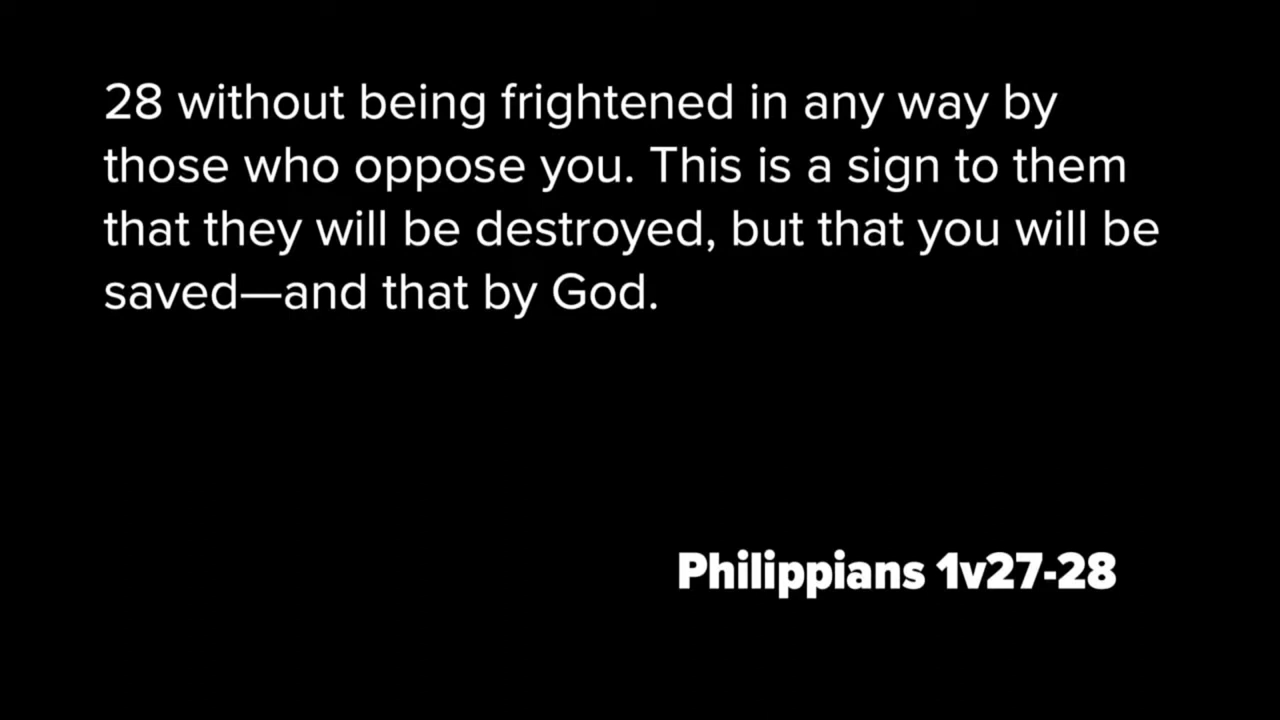 28 without being frightened in any way by
those who oppose you. This is a sign to them
that they will be destroyed, but that you will be
saved—and that by God.
Philippians 1v27-28